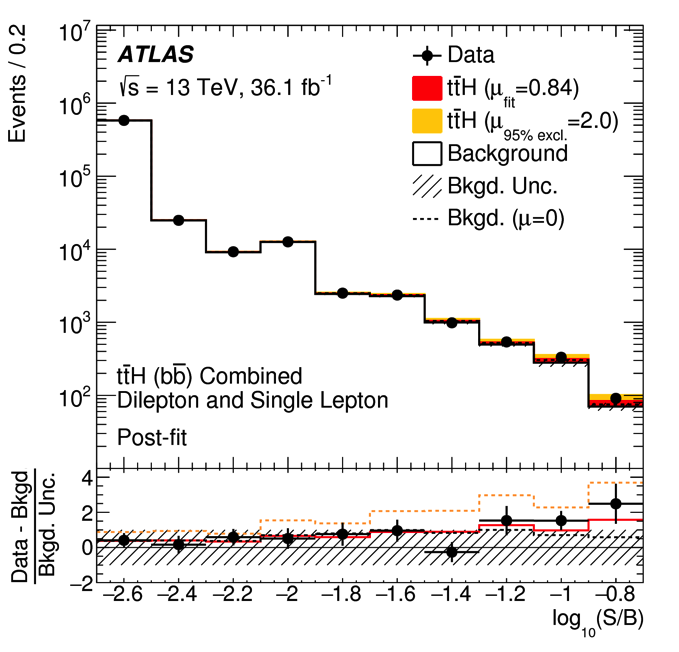 Events / 0.2
10⁷
10⁶
10⁵
10⁴
10³
10²
ATLAS
√s = 13 TeV, 36.1 fb⁻¹
Data
tt̄H (μ_fit=0.84)
tt̄H (μ_95% excl.=2.0)
Background
Bkgd. Unc.
Bkgd. (μ=0)
tt̄H (bb̄) Combined
Dilepton and Single Lepton
Post-fit
Data - Bkgd
Bkgd. Unc.
4
2
0
−2
−2.6 −2.4 −2.2 −2 −1.8 −1.6 −1.4 −1.2 −1 −0.8
log₁₀(S/B)